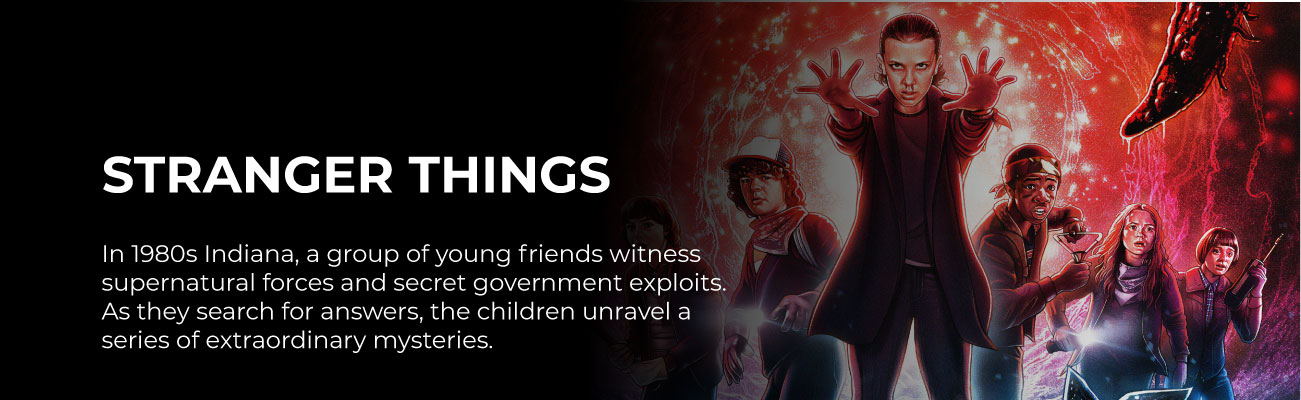 STRANGER THINGS
In 1980s Indiana, a group of young friends witness
supernatural forces and secret government exploits.
As they search for answers, the children unravel a
series of extraordinary mysteries.